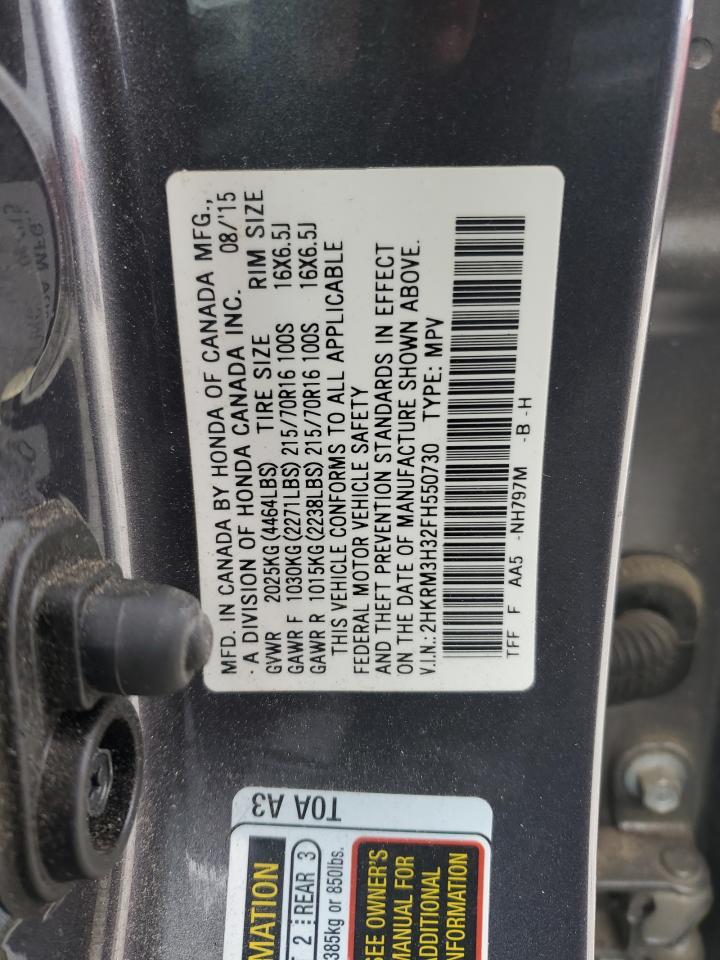 MFD. IN CANADA BY HONDA OF CANADA MFG.,
A DIVISION OF HONDA CANADA INC. 08/'15
GVWR 2025KG(4464LBS) TIRE SIZE RIM SIZE
GAWR F 1030KG(2271LBS) 215/70R16 100S 16X6.5J
GAWR R 1015KG(2238LBS) 215/70R16 100S 16X6.5J
THIS VEHICLE CONFORMS TO ALL APPLICABLE
FEDERAL MOTOR VEHICLE SAFETY
AND THEFT PREVENTION STANDARDS IN EFFECT
ON THE DATE OF MANUFACTURE SHOWN ABOVE.
V.I.N.: 2HKRM3H32FH550730 TYPE: MPV
TFF F AA5 -NH797M -B -H
T0A A3
2 REAR 3
385kg or 850lbs.
SEE OWNER'S
MANUAL FOR
ADDITIONAL
INFORMATION